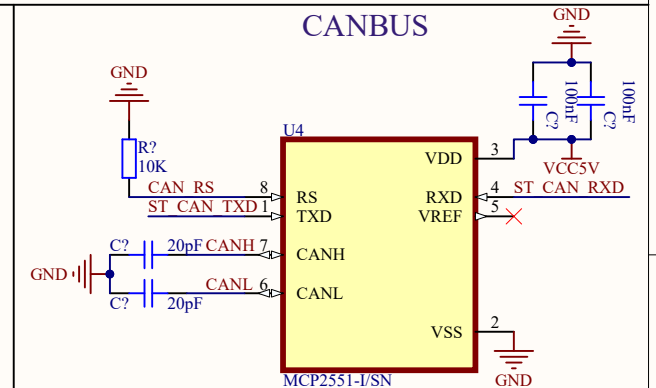 CANBUS
GND
GND
100nF
C?
100nF
C?
R?
10K
U4
VCC5V
3
VDD
CAN_RS
8
RS
4
RXD
ST_CAN_RXD
ST_CAN_TXD
1
TXD
5
VREF
C?
20pF
CANH
7
CANH
GND
C?
20pF
CANL
6
CANL
2
VSS
GND
MCP2551-I/SN